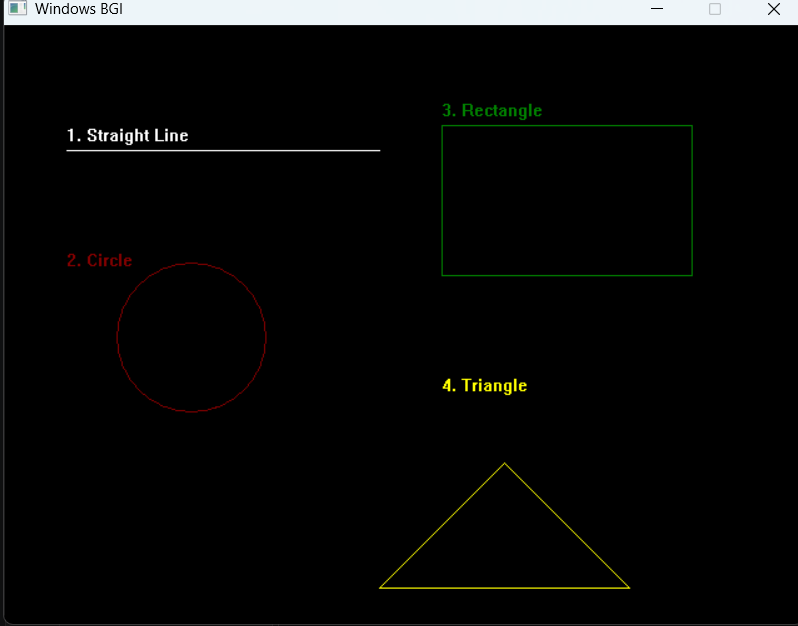 Windows BGI
1. Straight Line
2. Circle
3. Rectangle
4. Triangle